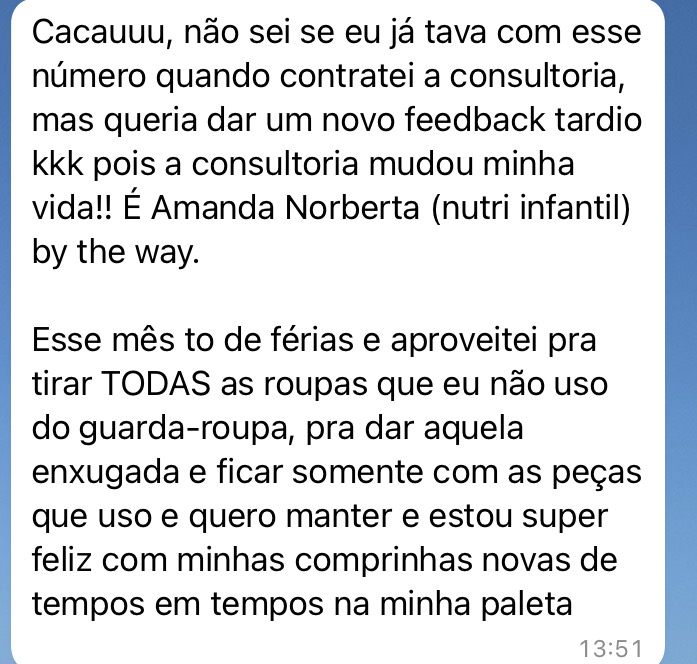 Cacauuu, não sei se eu já tava com esse
número quando contratei a consultoria,
mas queria dar um novo feedback tardio
kkk pois a consultoria mudou minha
vida!! É Amanda Norberta (nutri infantil)
by the way.
Esse mês to de férias e aproveitei pra
tirar TODAS as roupas que eu não uso
do guarda-roupa, pra dar aquela
enxugada e ficar somente com as peças
que uso e quero manter e estou super
feliz com minhas comprinhas novas de
tempos em tempos na minha paleta
13:51